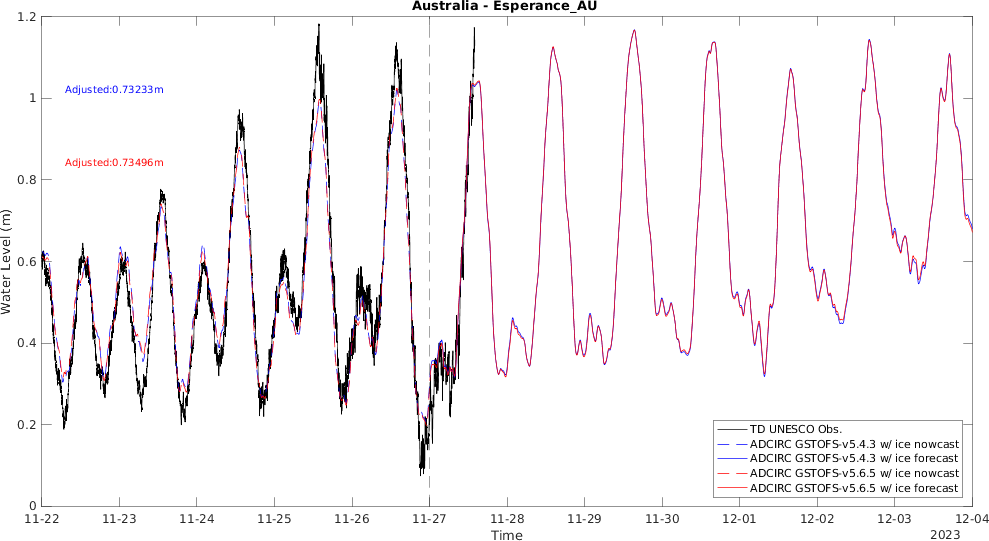 Australia - Esperance_AU
Water Level (m)
1.2
1
0.8
0.6
0.4
0.2
0
Adjusted:0.73233m
Adjusted:0.73496m
TD UNESCO Obs.
ADCIRC GSTOFS-v5.4.3 w/ ice nowcast
ADCIRC GSTOFS-v5.4.3 w/ ice forecast
ADCIRC GSTOFS-v5.6.5 w/ ice nowcast
ADCIRC GSTOFS-v5.6.5 w/ ice forecast
11-22 11-23 11-24 11-25 11-26 11-27 11-28 11-29 11-30 12-01 12-02 12-03 12-04
Time
2023